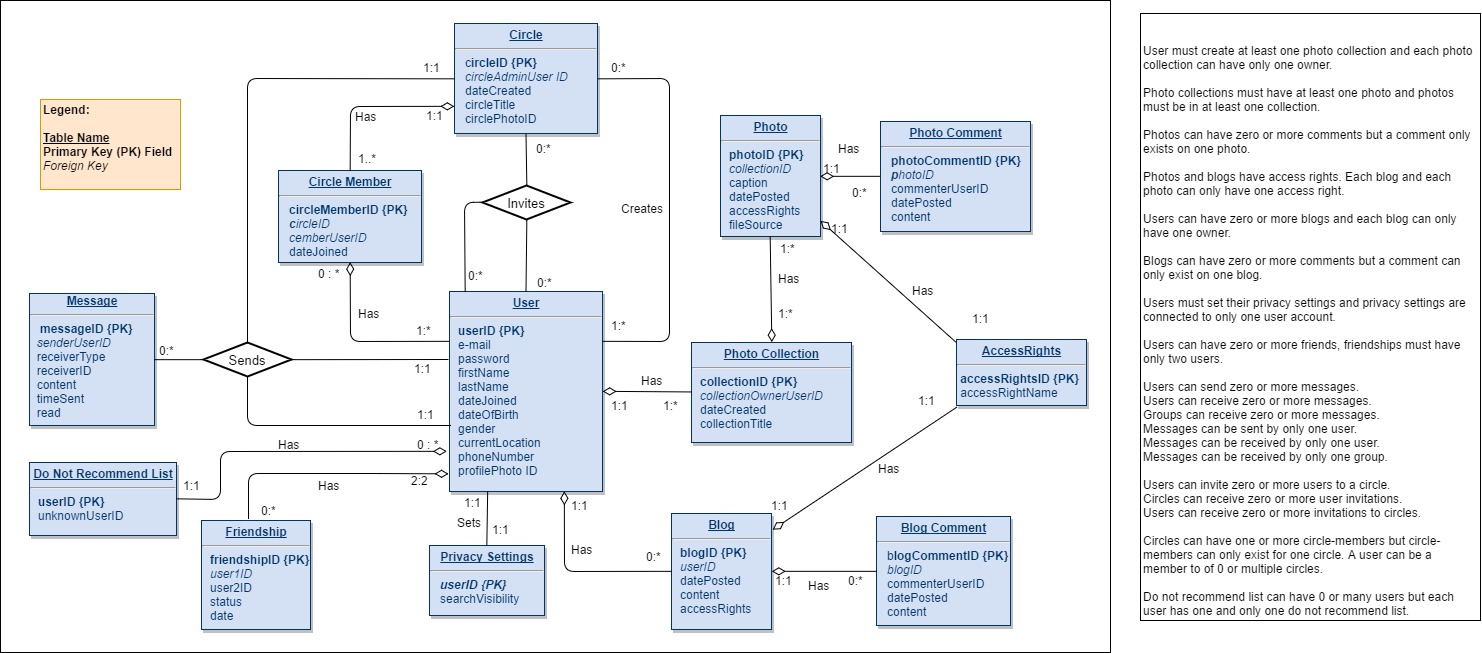 Legend:
Table Name
Primary Key (PK) Field
Foreign Key
Circle
circleID {PK}
circleAdminUser ID
dateCreated
circleTitle
circlePhotoID
1:1
0:*
Has
1:1
1..*
0:*
Circle Member
circleMemberID {PK}
circleID
cemberUserID
dateJoined
0 : *
Has
1:*
Invites
0:*
0:*
Creates
1:*
Message
messageID {PK}
senderUserID
receiverType
receiverID
content
timeSent
read
0:*
Sends
1:1
1:1
User
userID {PK}
e-mail
password
firstName
lastName
dateJoined
dateOfBirth
gender
currentLocation
phoneNumber
profilePhoto ID
Photo
photoID {PK}
collectionID
caption
datePosted
accessRights
fileSource
1:1
Has
0:*
Photo Comment
photoCommentID {PK}
photoID
commenterUserID
datePosted
content
1:1
Has
1:1
1:*
Has
1:*
Photo Collection
collectionID {PK}
collectionOwnerUserID
dateCreated
collectionTitle
Has
1:1
1:*
AccessRights
accessRightsID {PK}
accessRightName
1:1
Has
1:1
Do Not Recommend List
userID {PK}
unknownUserID
1:1
Has
0 : *
Has
2:2
0:*
Friendship
friendshipID {PK}
user1ID
user2ID
status
date
1:1
Sets
1:1
Privacy Settings
userID {PK}
searchVisibility
1:1
Has
0:*
Blog
blogID {PK}
userID
datePosted
content
accessRights
1:1
Has
0:*
Blog Comment
blogCommentID {PK}
blogID
commenterUserID
datePosted
content
User must create at least one photo collection and each photo
collection can have only one owner.
Photo collections must have at least one photo and photos
must be in at least one collection.
Photos can have zero or more comments but a comment only
exists on one photo.
Photos and blogs have access rights. Each blog and each
photo can only have one access right.
Users can have zero or more blogs and each blog can only
have one owner.
Blogs can have zero or more comments but a comment can
only exist on one blog.
Users must set their privacy settings and privacy settings are
connected to only one user account.
Users can have zero or more friends, friendships must have
only two users.
Users can send zero or more messages.
Users can receive zero or more messages.
Groups can receive zero or more messages.
Messages can be sent by only one user.
Messages can be received by only one user.
Messages can be received by only one group.
Users can invite zero or more users to a circle.
Circles can receive zero or more user invitations.
Users can receive zero or more invitations to circles.
Circles can have one or more circle-members but circle-
members can only exist for one circle. A user can be a
member to of 0 or multiple circles.
Do not recommend list can have 0 or many users but each
user has one and only one do not recommend list.